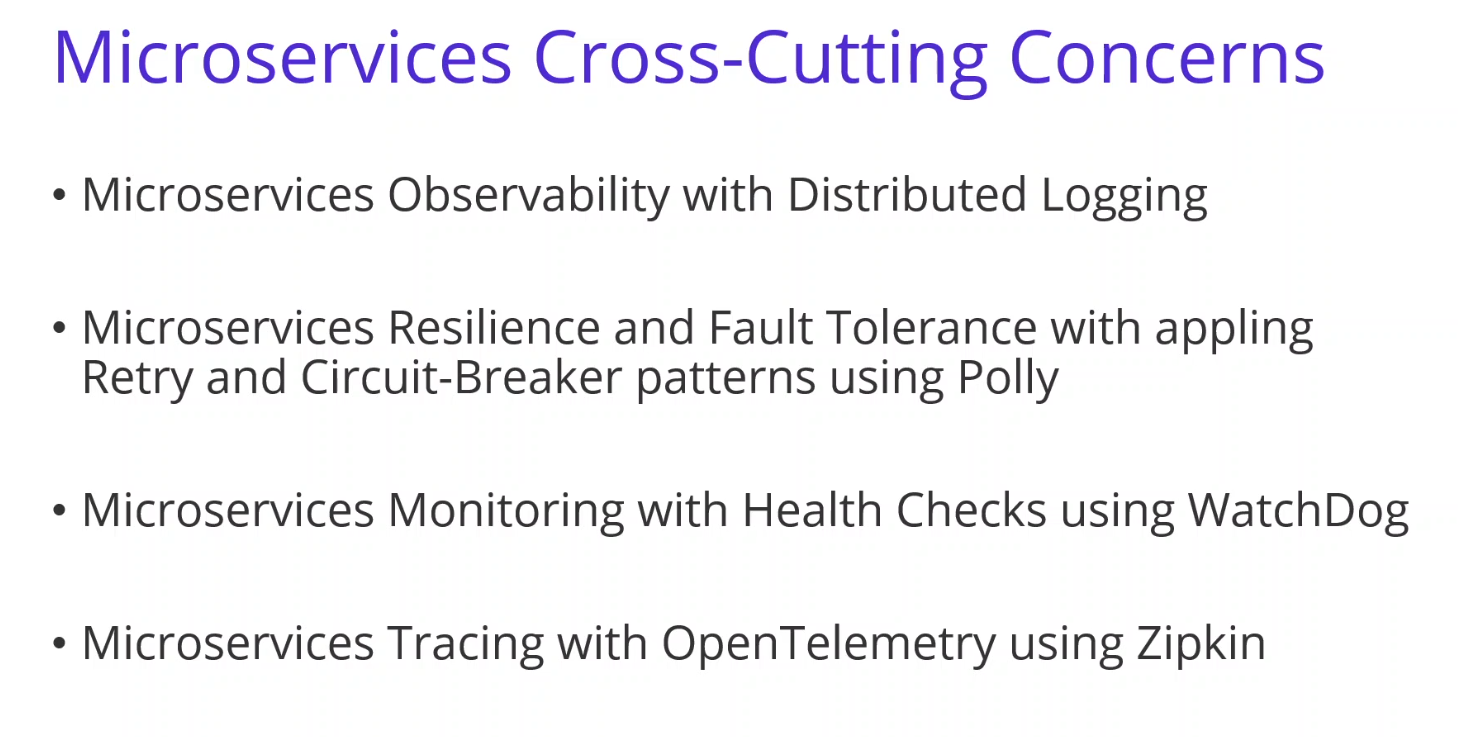 Microservices Cross-Cutting Concerns
• Microservices Observability with Distributed Logging
• Microservices Resilience and Fault Tolerance with appling
Retry and Circuit-Breaker patterns using Polly
• Microservices Monitoring with Health Checks using WatchDog
• Microservices Tracing with OpenTelemetry using Zipkin